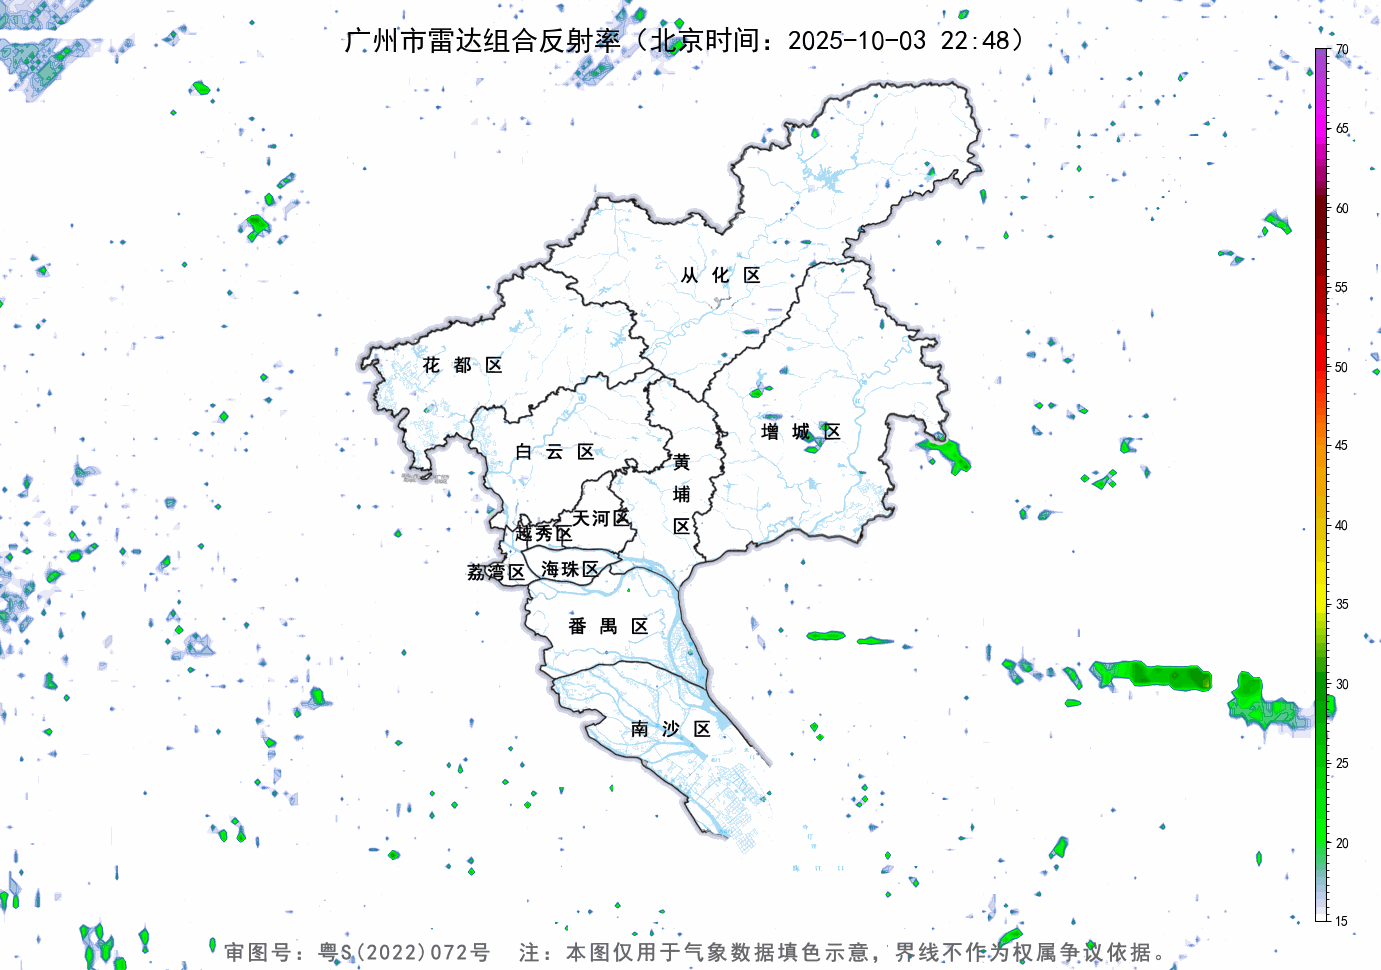 广州市雷达组合反射率（北京时间：2025-10-03 22:48）
70
65
60
55
50
45
40
35
30
25
20
15
从化区
花都区
增城区
白云区
黄埔区
天河区
越秀区
荔湾区
海珠区
番禺区
南沙区
审图号：粤S(2022)072号 注：本图仅用于气象数据填色示意，界线不作为权属争议依据。